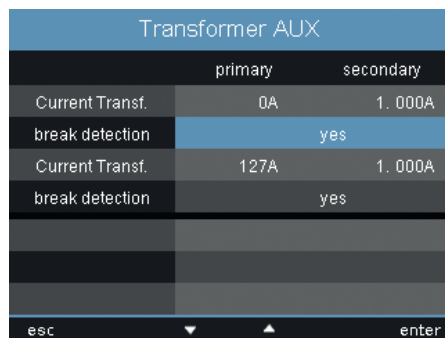 Transformer AUX
primary secondary
Current Transf. 0A 1. 000A
break detection yes
Current Transf. 127A 1. 000A
break detection yes
esc enter